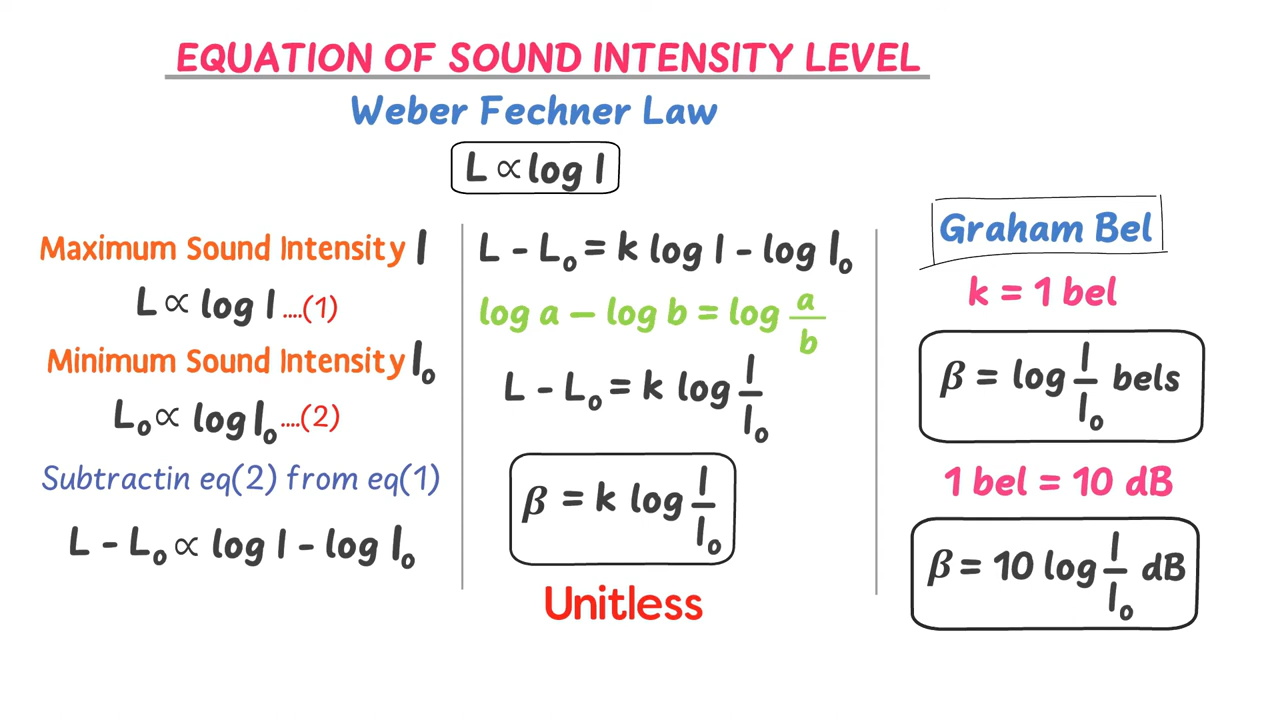 EQUATION OF SOUND INTENSITY LEVEL
Weber Fechner Law
L ∝ log I
Maximum Sound Intensity I
L ∝ log I ....(1)
Minimum Sound Intensity I₀
L₀ ∝ log I₀ ....(2)
Subtractin eq(2) from eq(1)
L - L₀ ∝ log I - log I₀
L - L₀ = k log I - log I₀
log a - log b = log a/b
L - L₀ = k log I/I₀
β = k log I/I₀
Unitless
Graham Bel
k = 1 bel
β = log I/I₀ bels
1 bel = 10 dB
β = 10 log I/I₀ dB